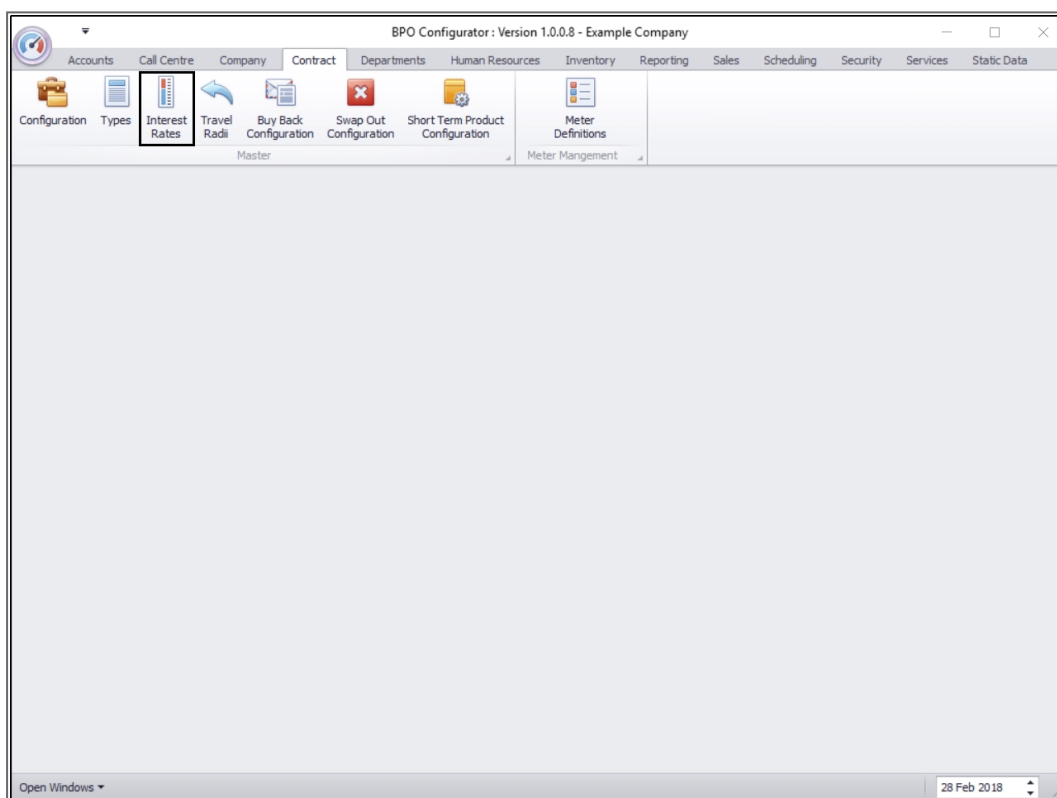 BPO Configurator : Version 1.0.0.8 - Example Company
Accounts Call Centre Company Contract Departments Human Resources Inventory Reporting Sales Scheduling Security Services Static Data
Configuration Types Interest Rates Travel Radii Buy Back Configuration Swap Out Configuration Short Term Product Configuration Meter Definitions
Master Meter Mangement
Open Windows 28 Feb 2018